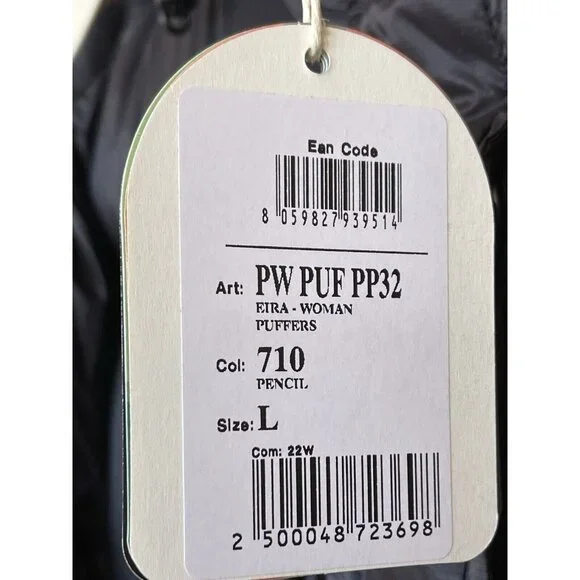 Ean Code
8 059827 939514
Art: PW PUF PP32
EIRA - WOMAN
PUFFERS
Col: 710
PENCIL
Size: L
Com: 22W
2 500048 723698